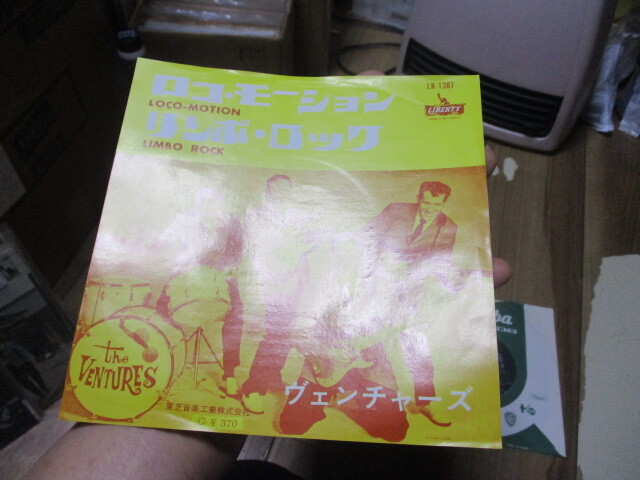 ロコ・モーション
LOCO-MOTION
リンボ・ロック
LIMBO ROCK
LR-1387
LIBERTY
the
VENTURES
ヴェンチャーズ
東芝音楽工業株式会社
¥ 370